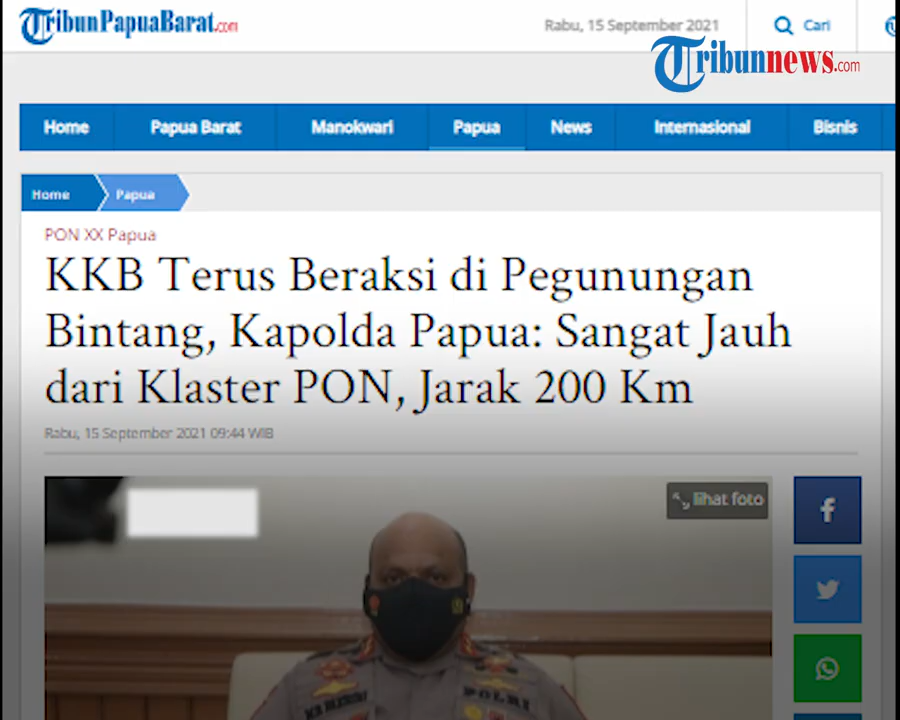 TribunPapuaBarat.com
Rabu, 15 September 2021
Cari
Tribunnews.com
Home Papua Barat Manokwari Papua News Internasional Bisnis
Home Papua
PON XX Papua
KKB Terus Beraksi di Pegunungan
Bintang, Kapolda Papua: Sangat Jauh
dari Klaster PON, Jarak 200 Km
Rabu, 15 September 2021 09:44 WIB
lihat foto
POLRI